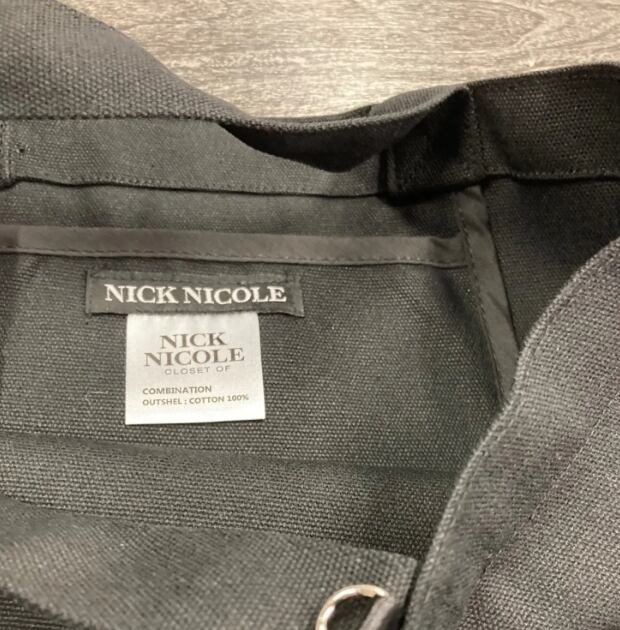 NICK NICOLE
NICK
NICOLE
CLOSET OF
COMBINATION
OUTSHEL : COTTON 100%